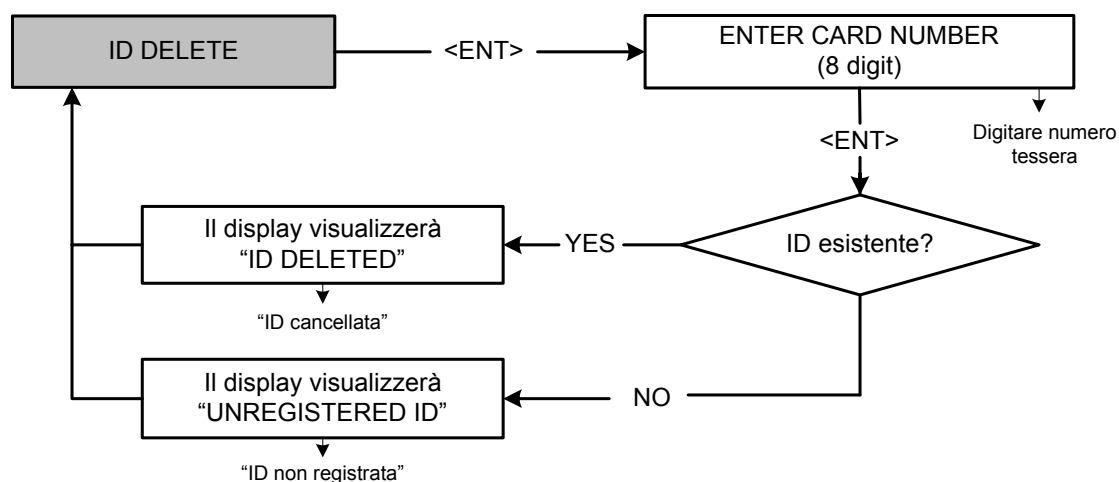 ID DELETE
<ENT>
ENTER CARD NUMBER
(8 digit)
<ENT>
Digitare numero
tessera
ID esistente?
YES
Il display visualizzerà
“ID DELETED”
“ID cancellata”
NO
Il display visualizzerà
“UNREGISTERED ID”
“ID non registrata”